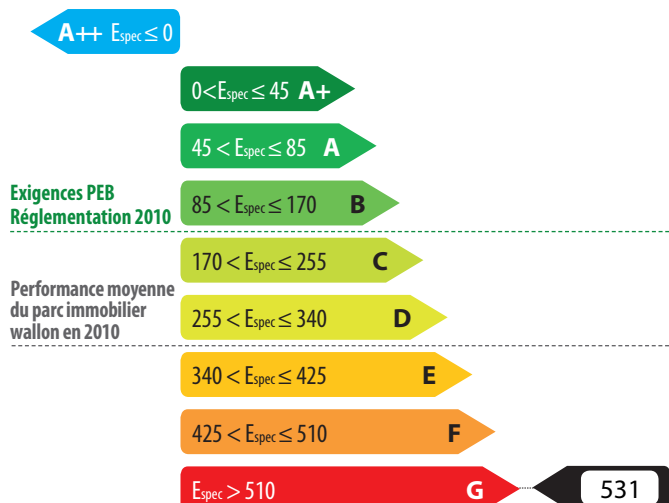 A++ Espec ≤ 0
0 < Espec ≤ 45 A+
45 < Espec ≤ 85 A
Exigences PEB
Réglementation 2010
85 < Espec ≤ 170 B
170 < Espec ≤ 255 C
Performance moyenne
du parc immobilier
wallon en 2010
255 < Espec ≤ 340 D
340 < Espec ≤ 425 E
425 < Espec ≤ 510 F
Espec > 510 G 531